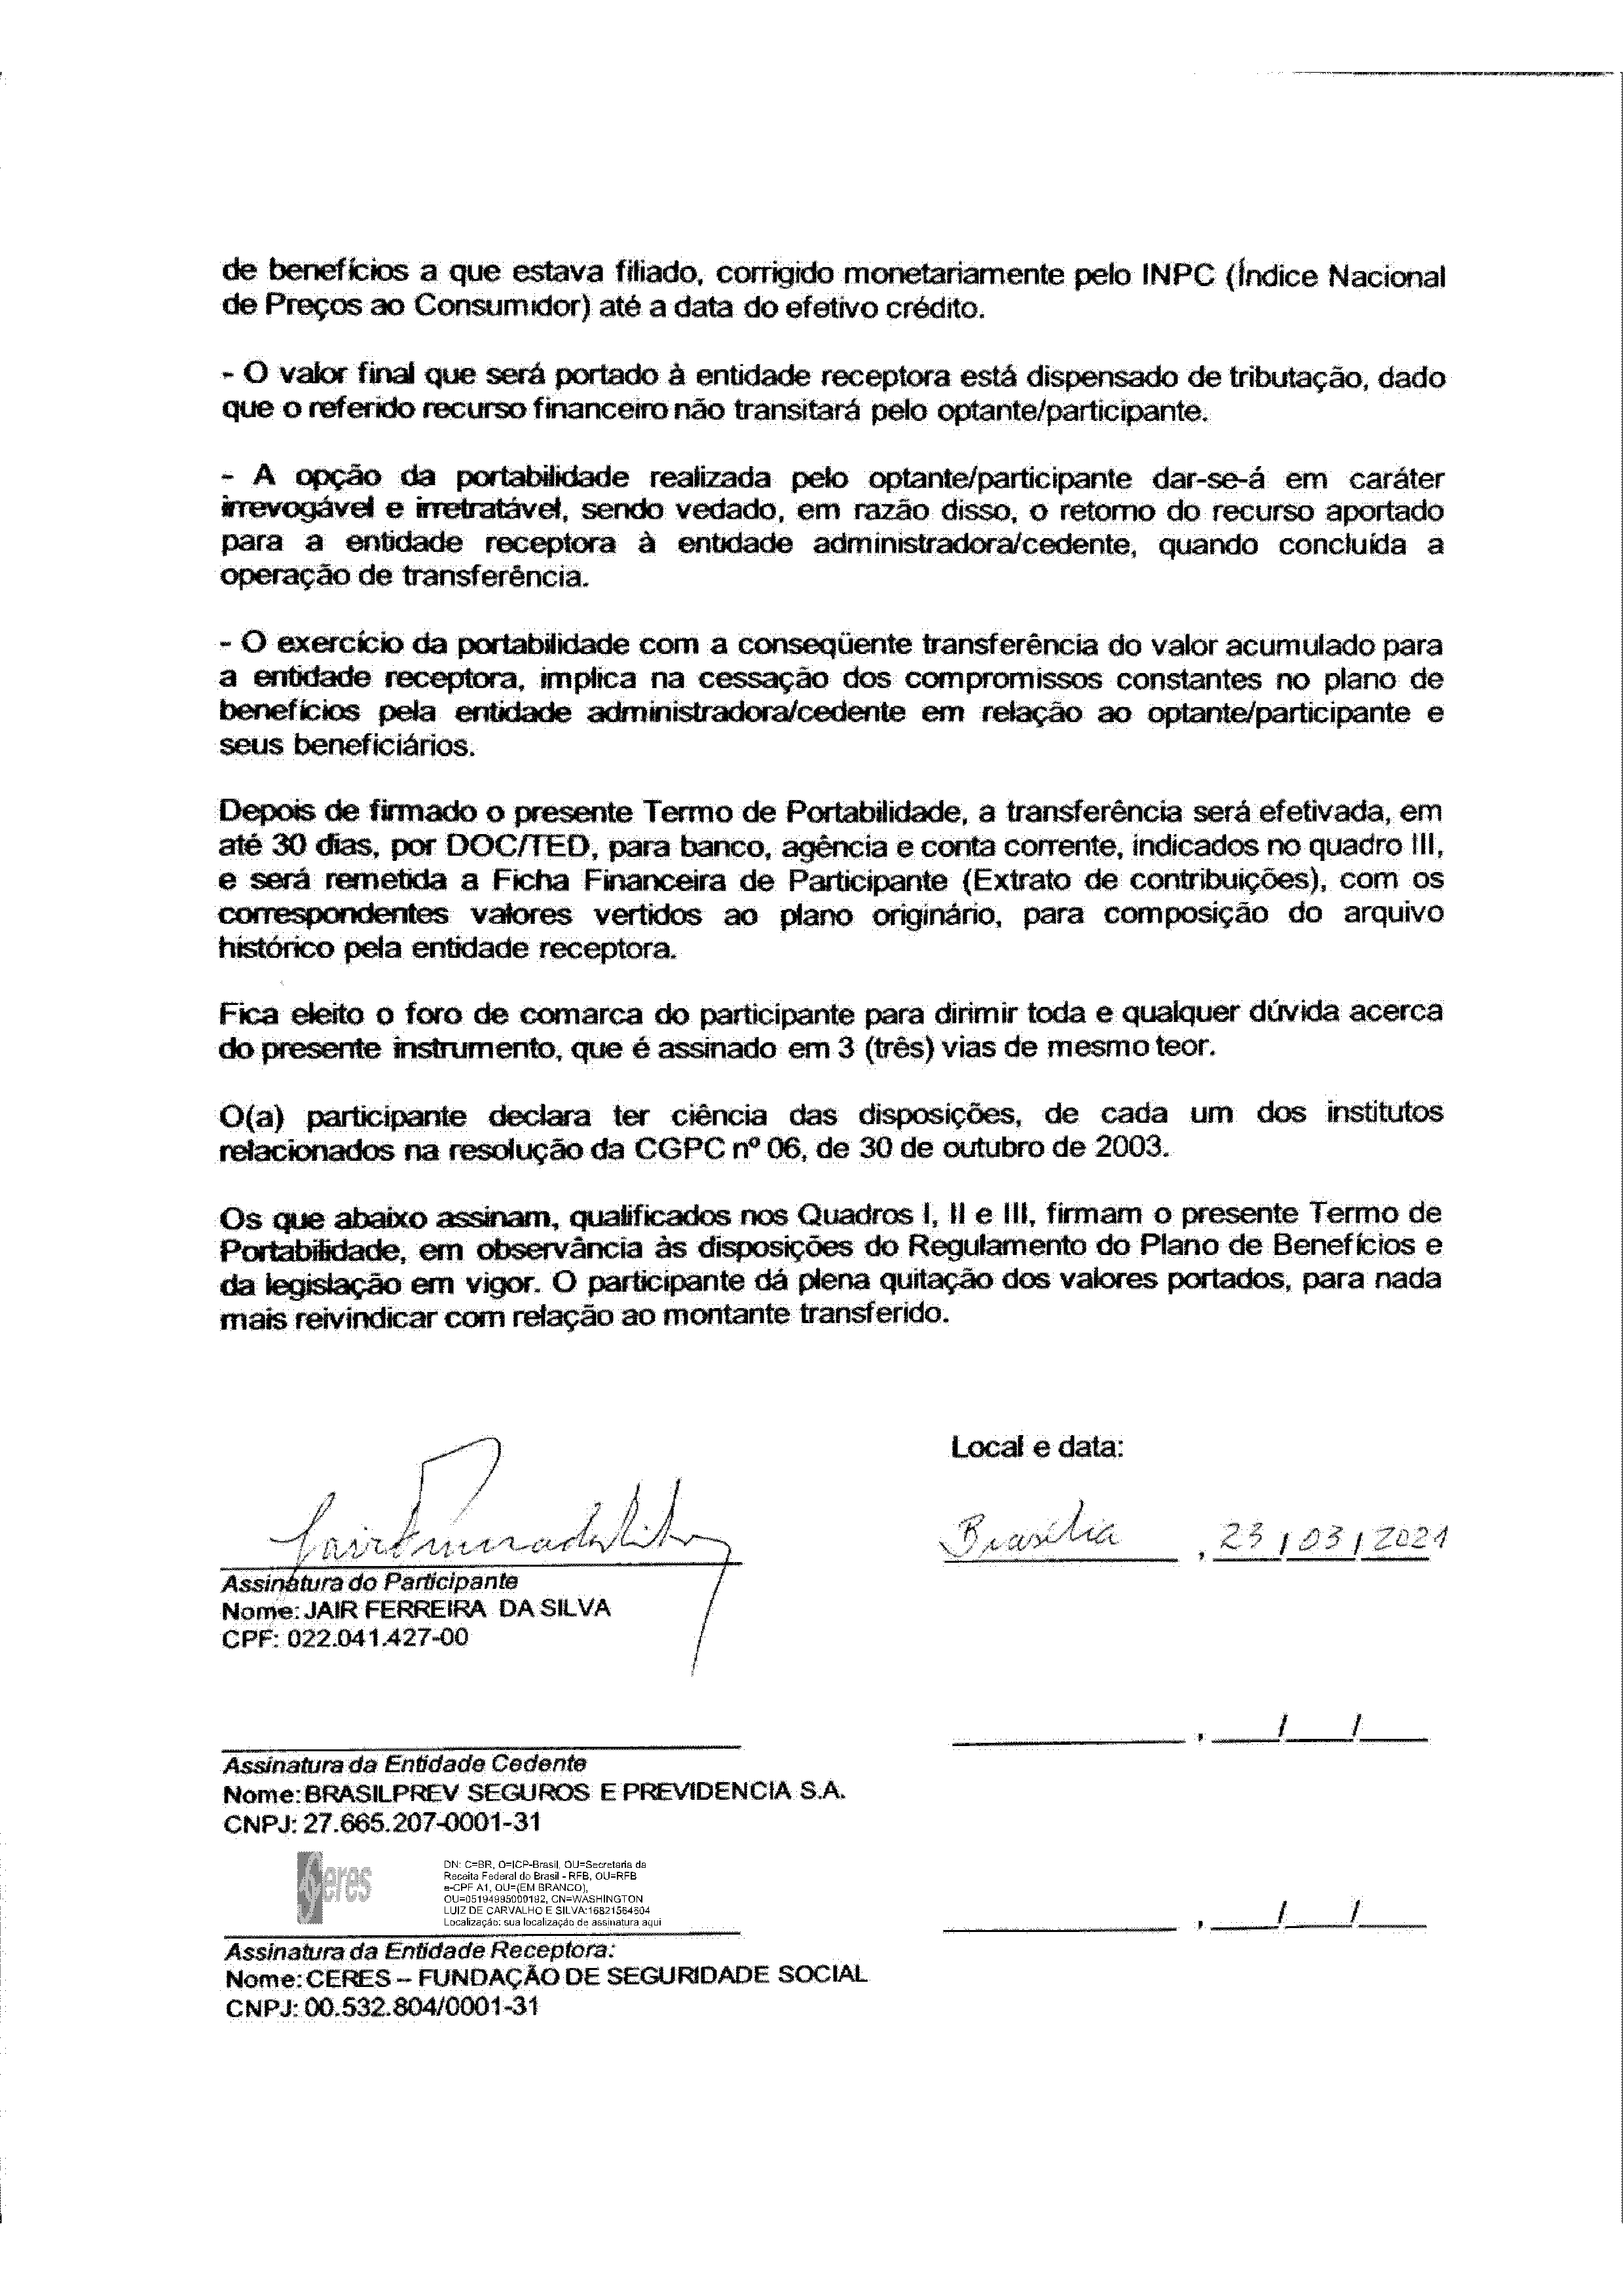 de benefícios a que estava filiado, corrigido monetariamente pelo INPC (Índice Nacional
de Preços ao Consumidor) até a data do efetivo crédito.
- O valor final que será portado à entidade receptora está dispensado de tributação, dado
que o referido recurso financeiro não transitará pelo optante/participante.
- A opção da portabilidade realizada pelo optante/participante dar-se-á em caráter
irrevogável e irretratável, sendo vedado, em razão disso, o retorno do recurso aportado
para a entidade receptora à entidade administradora/cedente, quando concluída a
operação de transferência.
- O exercício da portabilidade com a conseqüente transferência do valor acumulado para
a entidade receptora, implica na cessação dos compromissos constantes no plano de
benefícios pela entidade administradora/cedente em relação ao optante/participante e
seus beneficiários.
Depois de firmado o presente Termo de Portabilidade, a transferência será efetivada, em
até 30 dias, por DOC/TED, para banco, agência e conta corrente, indicados no quadro III,
e será remetida a Ficha Financeira de Participante (Extrato de contribuições), com os
correspondentes valores vertidos ao plano originário, para composição do arquivo
histórico pela entidade receptora.
Fica eleito o foro de comarca do participante para dirimir toda e qualquer dúvida acerca
do presente instrumento, que é assinado em 3 (três) vias de mesmo teor.
O(a) participante declara ter ciência das disposições, de cada um dos institutos
relacionados na resolução da CGPC nº 06, de 30 de outubro de 2003.
Os que abaixo assinam, qualificados nos Quadros I, II e III, firmam o presente Termo de
Portabilidade, em observância às disposições do Regulamento do Plano de Benefícios e
da legislação em vigor. O participante dá plena quitação dos valores portados, para nada
mais reivindicar com relação ao montante transferido.
Local e data:
Brasília, 23/03/2021
Assinatura do Participante
Nome: JAIR FERREIRA DA SILVA
CPF: 022.041.427-00
, / /
Assinatura da Entidade Cedente
Nome: BRASILPREV SEGUROS E PREVIDENCIA S.A.
CNPJ: 27.665.207-0001-31
Ceres
DN: C=BR, O=ICP-Brasil, OU=Secretaria da
Receita Federal do Brasil - RFB, OU=RFB
e-CPF A1, OU=(EM BRANCO),
OU=05194995000192, CN=WASHINGTON
LUIZ DE CARVALHO E SILVA:16821564604
Localização: sua localização de assinatura aqui
, / /
Assinatura da Entidade Receptora:
Nome: CERES – FUNDAÇÃO DE SEGURIDADE SOCIAL
CNPJ: 00.532.804/0001-31